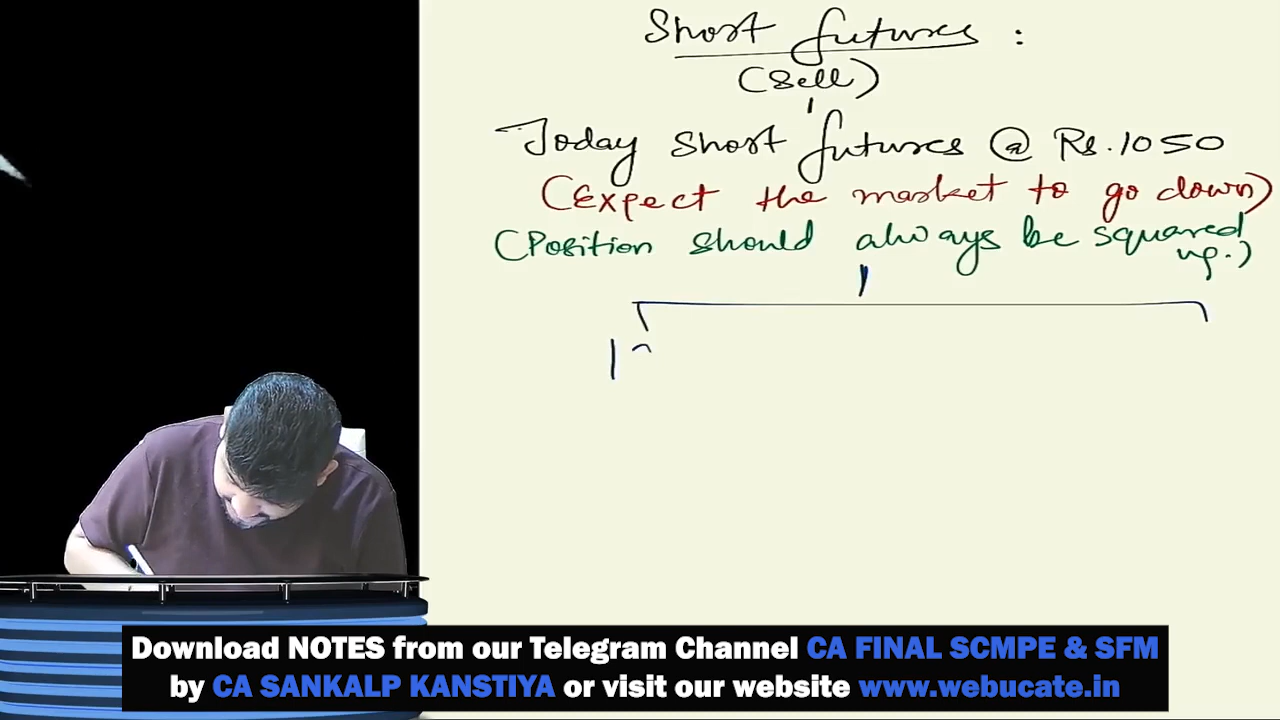 Short futures :
(Sell)
Today short futures @ Rs.1050
(Expect the market to go down)
(Position should always be squared
up.)
Download NOTES from our Telegram Channel CA FINAL SCMPE & SFM
by CA SANKALP KANSTIYA or visit our website www.webucate.in